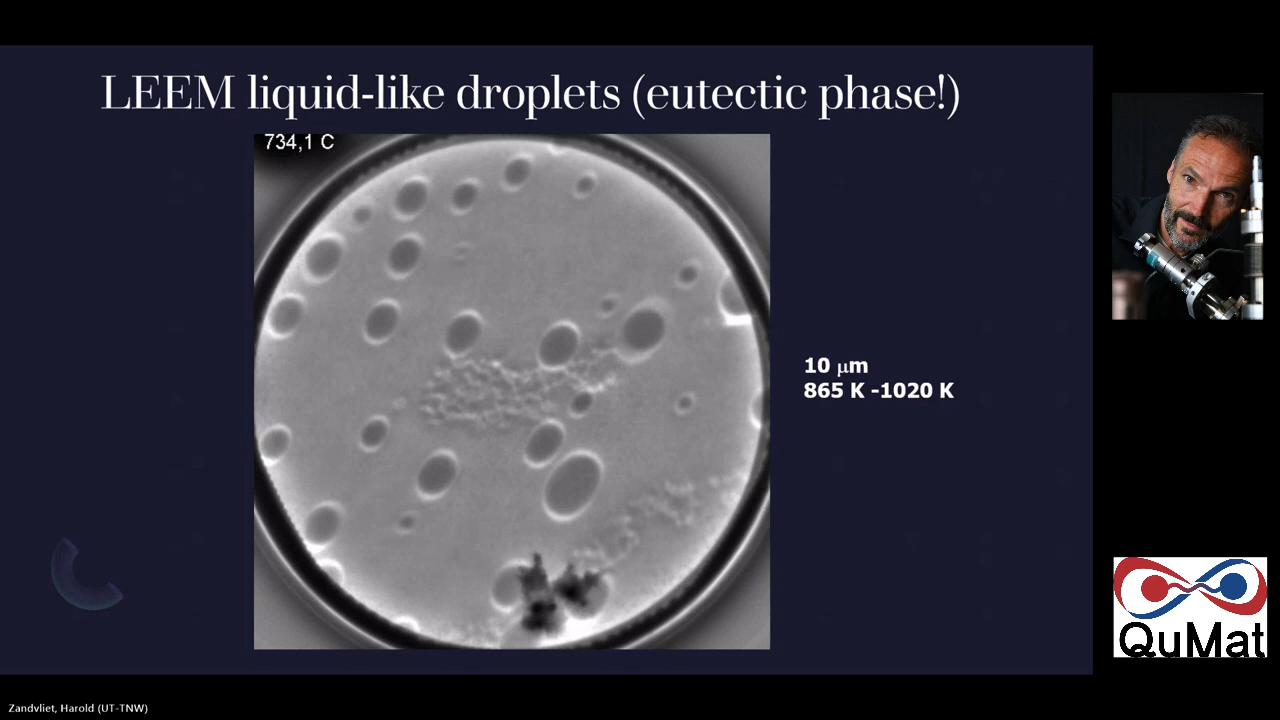 LEEM liquid-like droplets (eutectic phase!)
734,1 C
10 μm
865 K -1020 K
QuMat
Zandvliet, Harold (UT-TNW)